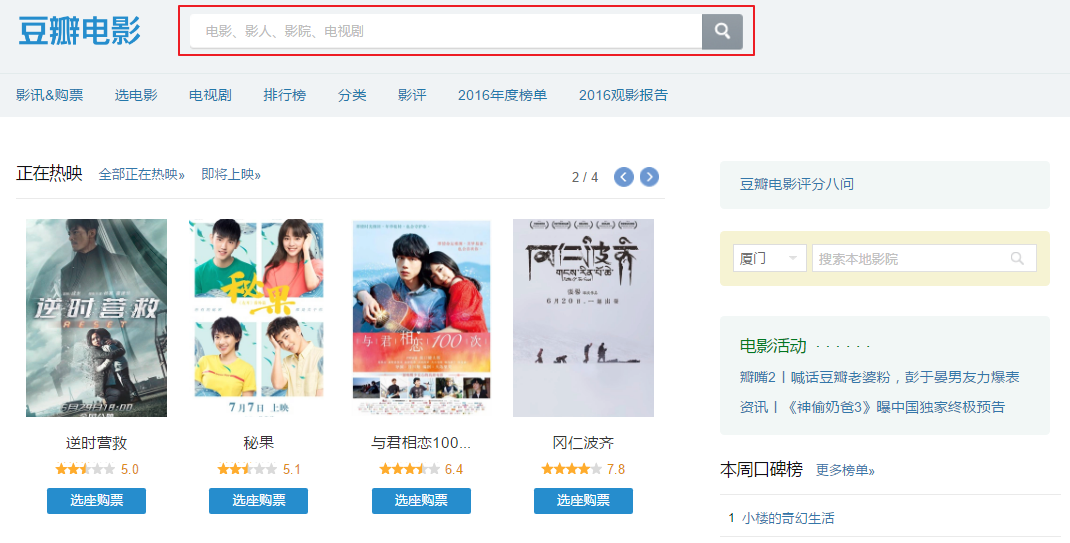 豆瓣电影
电影、影人、影院、电视剧
影讯&购票 选电影 电视剧 排行榜 分类 影评 2016年度榜单 2016观影报告
正在热映 全部正在热映» 即将上映» 2 / 4
逆时营救
RESET
秘果
7月7日 上映
与君相恋100次
冈仁波齐
6月20日,一路向西
逆时营救 秘果 与君相恋100... 冈仁波齐
5.0 5.1 6.4 7.8
选座购票 选座购票 选座购票 选座购票
豆瓣电影评分八问
厦门 搜索本地影院
电影活动 · · · · · ·
瓣嘴2丨喊话豆瓣老婆粉，彭于晏男友力爆表
资讯丨《神偷奶爸3》曝中国独家终极预告
本周口碑榜 更多榜单»
1 小楼的奇幻生活